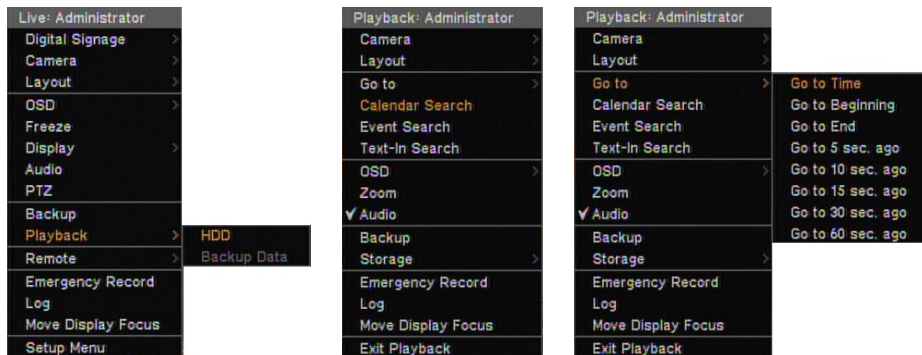 Live: Administrator
Digital Signage
Camera
Layout
OSD
Freeze
Display
Audio
PTZ
Backup
Playback
HDD
Backup Data
Remote
Emergency Record
Log
Move Display Focus
Setup Menu
Playback: Administrator
Camera
Layout
Go to
Calendar Search
Event Search
Text-In Search
OSD
Zoom
Audio
Backup
Storage
Emergency Record
Log
Move Display Focus
Exit Playback
Playback: Administrator
Camera
Layout
Go to
Calendar Search
Event Search
Text-In Search
OSD
Zoom
Audio
Backup
Storage
Emergency Record
Log
Move Display Focus
Exit Playback
Go to Time
Go to Beginning
Go to End
Go to 5 sec. ago
Go to 10 sec. ago
Go to 15 sec. ago
Go to 30 sec. ago
Go to 60 sec. ago